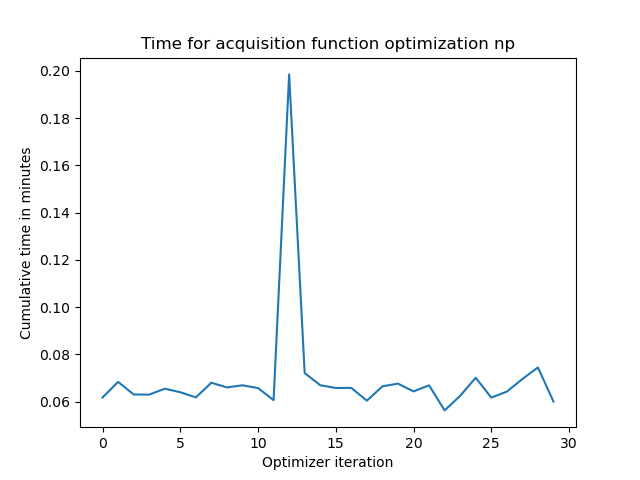 Time for acquisition function optimization np
Cumulative time in minutes
0.20
0.18
0.16
0.14
0.12
0.10
0.08
0.06
0 5 10 15 20 25 30
Optimizer iteration